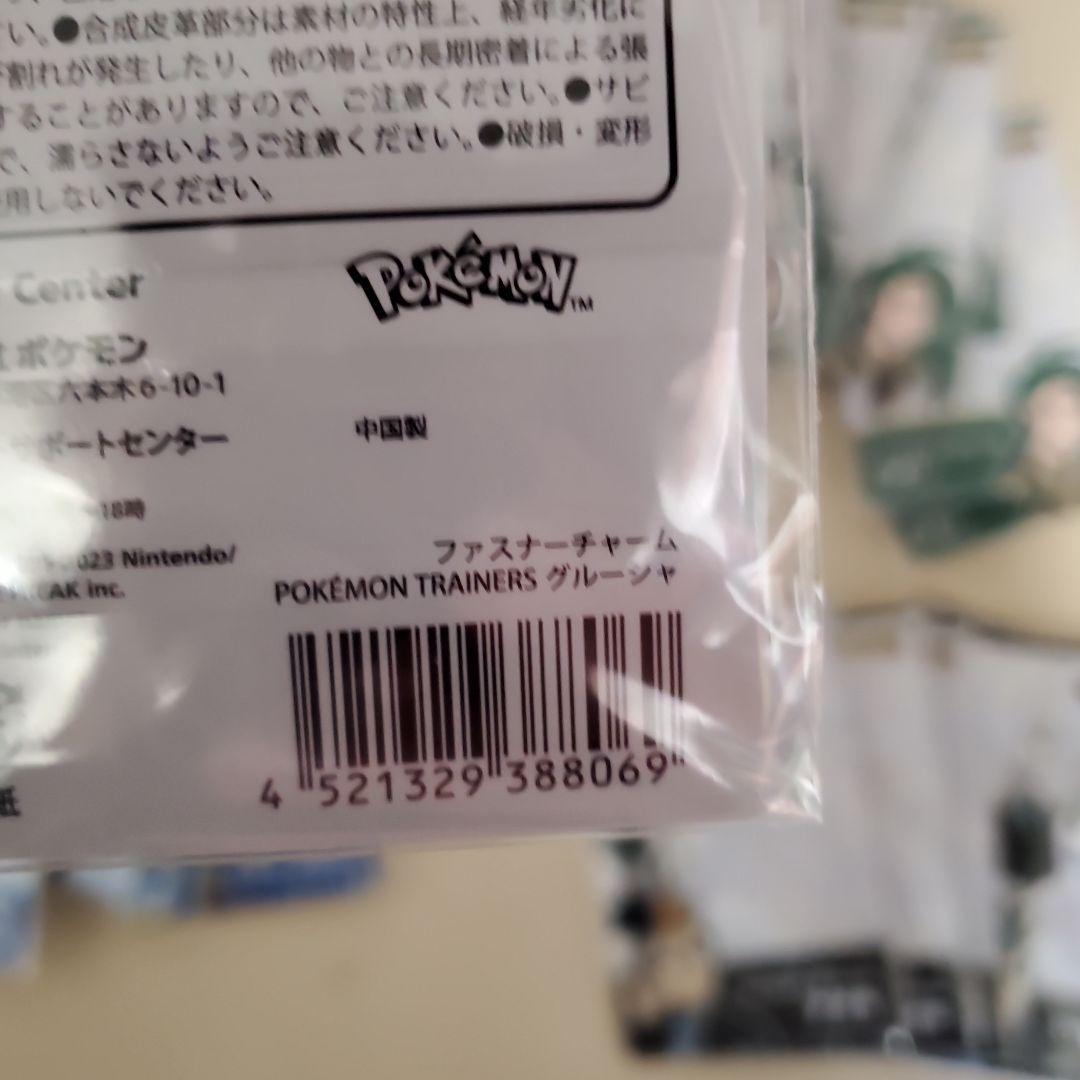 い。●合成皮革部分は素材の特性上、経年劣化に
割れが発生したり、他の物との長期密着による張
することがありますので、ご注意ください。●サビ
で、濡らさないようご注意ください。●破損・変形
用しないでください。
Center
POKÉMON™
ポケモン
六本木6-10-1
サポートセンター
中国製
18時
023 Nintendo/
AK inc.
ファスナーチャーム
POKÉMON TRAINERS グルーシャ
4 521329 388069
紙